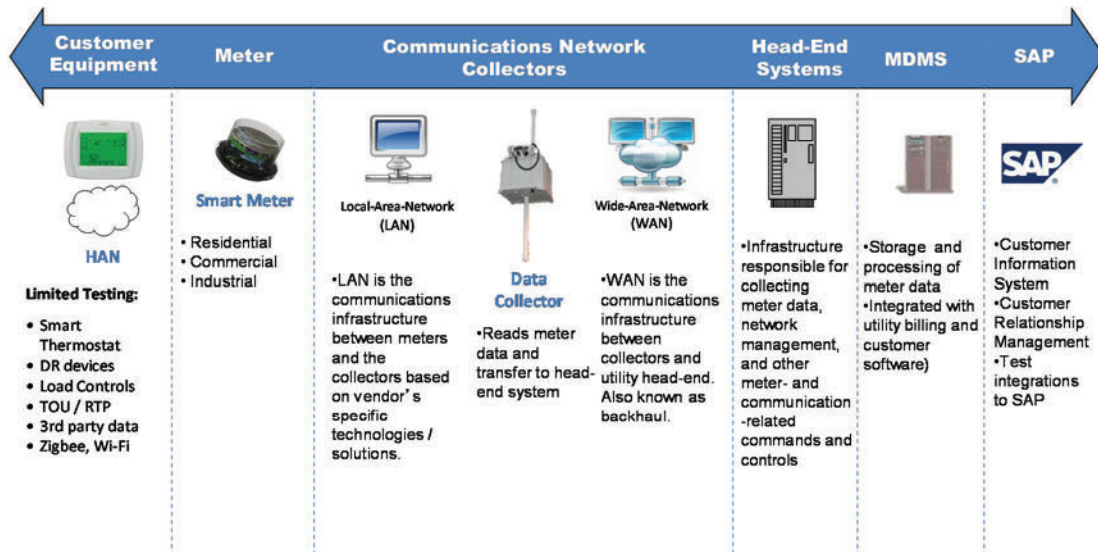 Customer
Equipment
Meter
Communications Network
Collectors
Head-End
Systems
MDMS
SAP
HAN
Limited Testing:
• Smart
Thermostat
• DR devices
• Load Controls
• TOU / RTP
• 3rd party data
• Zigbee, Wi-Fi
Smart Meter
• Residential
• Commercial
• Industrial
Local-Area-Network
(LAN)
•LAN is the
communications
infrastructure
between meters
and the
collectors based
on vendor's
specific
technologies /
solutions.
Data
Collector
• Reads meter
data and
transfer to head-
end system
Wide-Area-Network
(WAN)
•WAN is the
communications
infrastructure
between
collectors and
utility head-end.
Also known as
backhaul.
•Infrastructure
responsible for
collecting
meter data,
network
management,
and other
meter- and
communication
-related
commands and
controls
•Storage and
processing of
meter data
•Integrated with
utility billing and
customer
software)
SAP
•Customer
Information
System
•Customer
Relationship
Management
•Test
integrations
to SAP